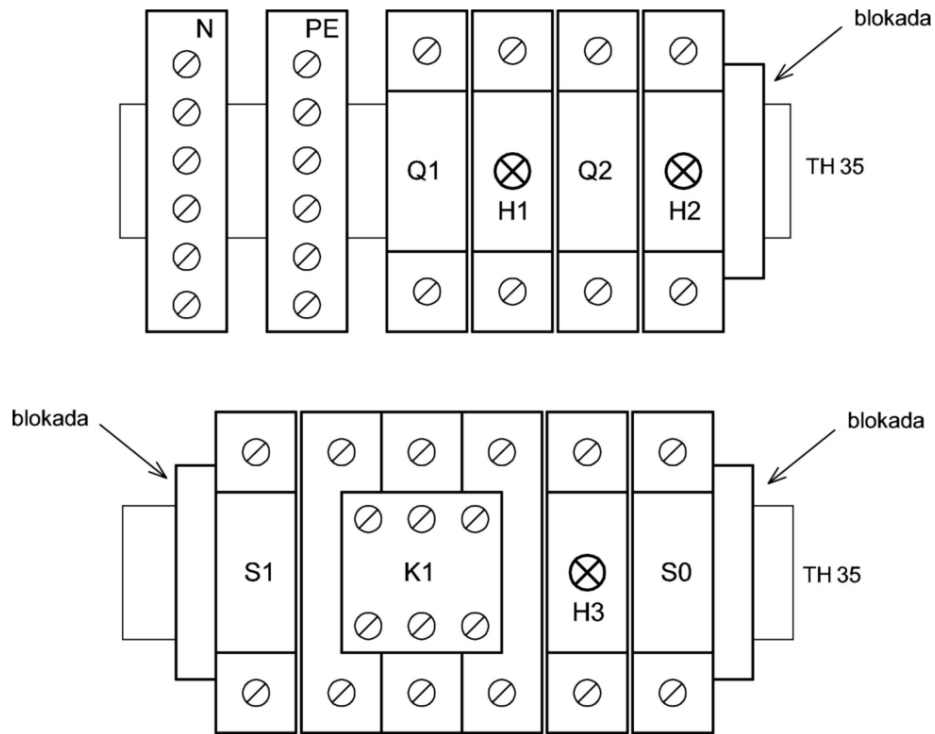 N
PE
blokada
Q1
H1
Q2
H2
TH 35
blokada
blokada
S1
K1
H3
S0
TH 35